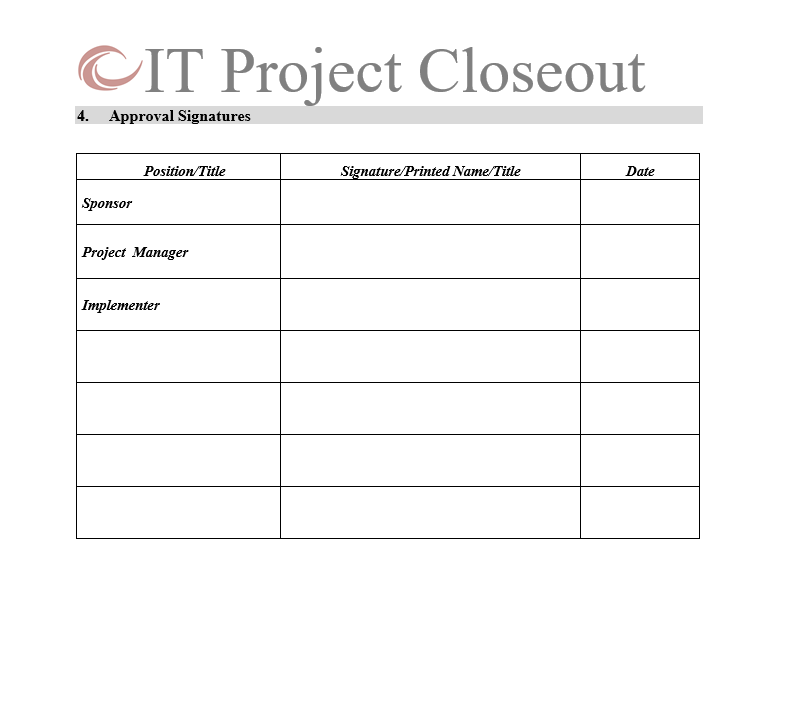 IT Project Closeout
4. Approval Signatures
Position/Title Signature/Printed Name/Title Date
Sponsor
Project Manager
Implementer